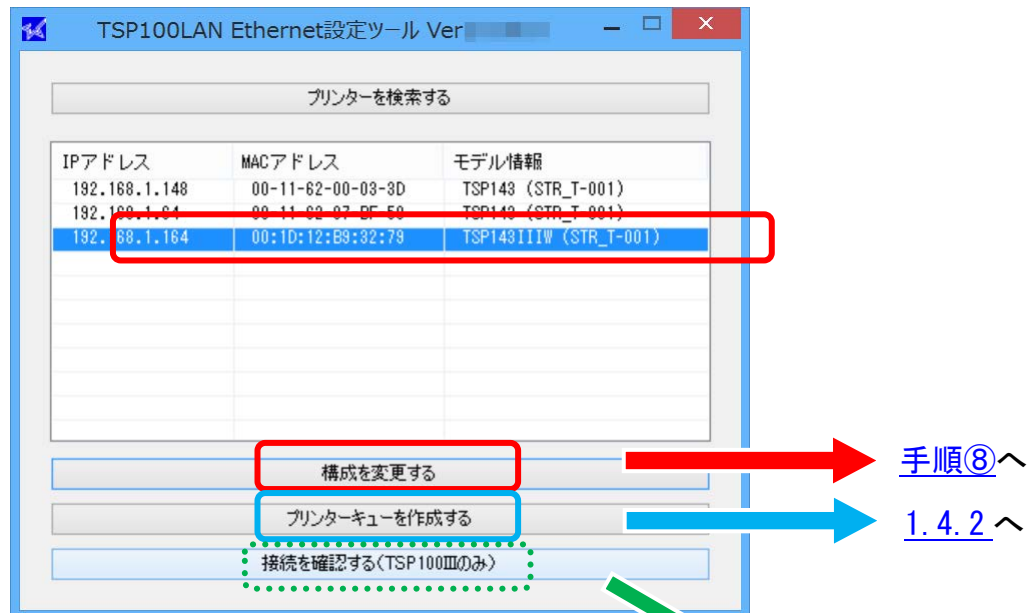 TSP100LAN Ethernet設定ツール Ver
プリンターを検索する
IPアドレス MACアドレス モデル情報
192.168.1.148 00-11-62-00-03-3D TSP143 (STR_T-001)
TSP143 (STR_T-001)
192.168.1.164 00:1D:12:B9:32:79 TSP143IIIW (STR_T-001)
構成を変更する
手順⑧へ
プリンターキューを作成する
1.4.2へ
接続を確認する(TSP100Ⅲのみ)